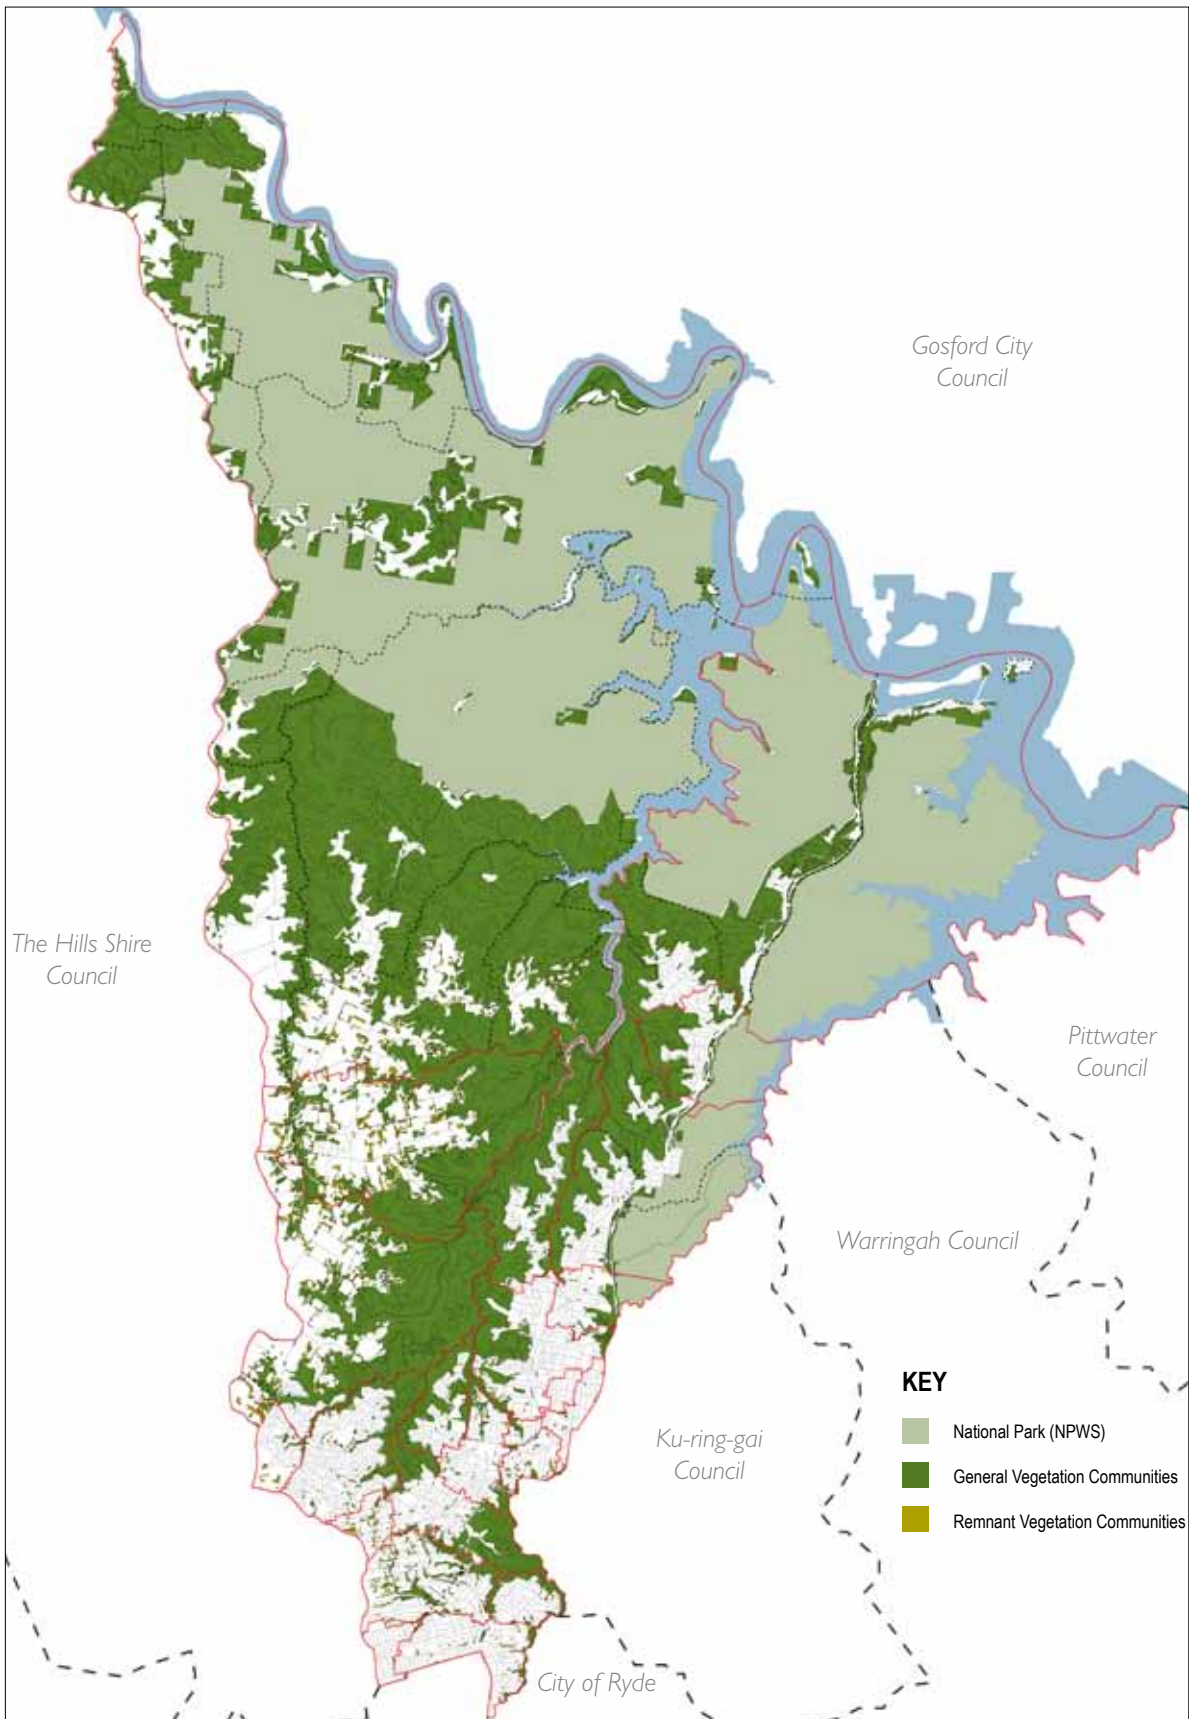 Gosford City
Council
The Hills Shire
Council
Pittwater
Council
Warringah Council
Ku-ring-gai
Council
City of Ryde
KEY
National Park (NPWS)
General Vegetation Communities
Remnant Vegetation Communities